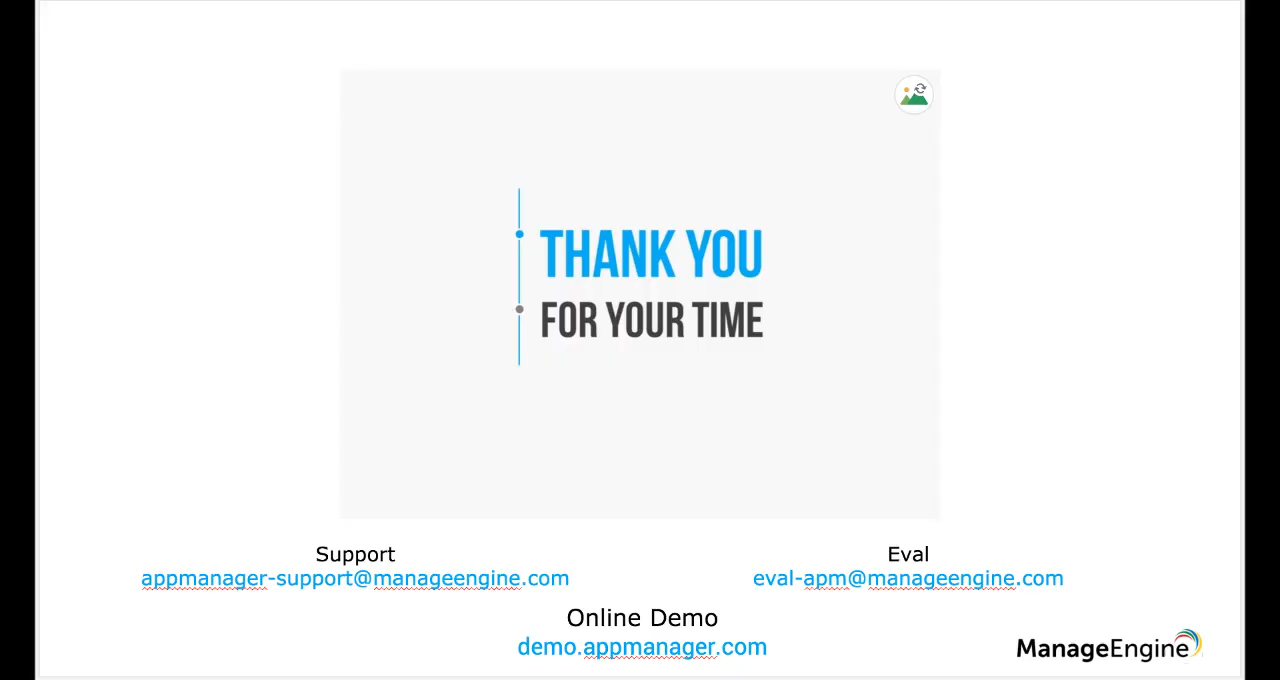 THANK YOU
FOR YOUR TIME
Support
appmanager-support@manageengine.com
Eval
eval-apm@manageengine.com
Online Demo
demo.appmanager.com
ManageEngine